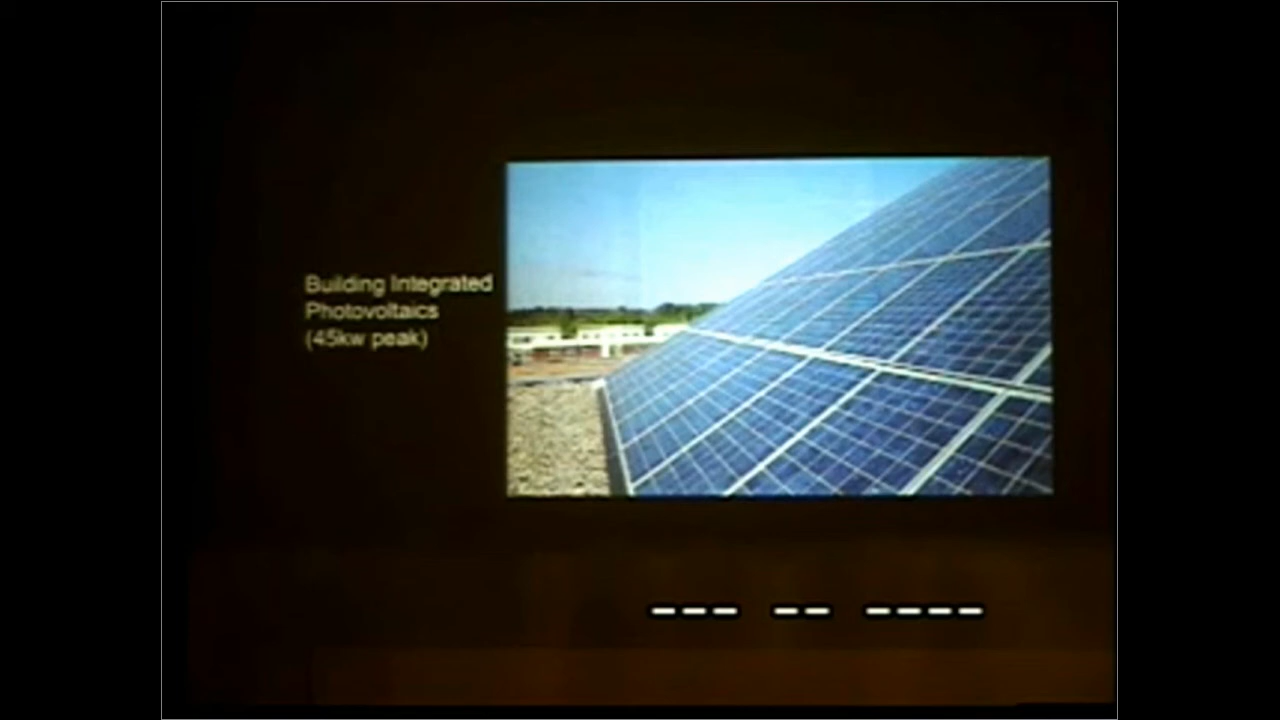 Building Integrated
Photovoltaics
(45kw peak)
--- -- ----